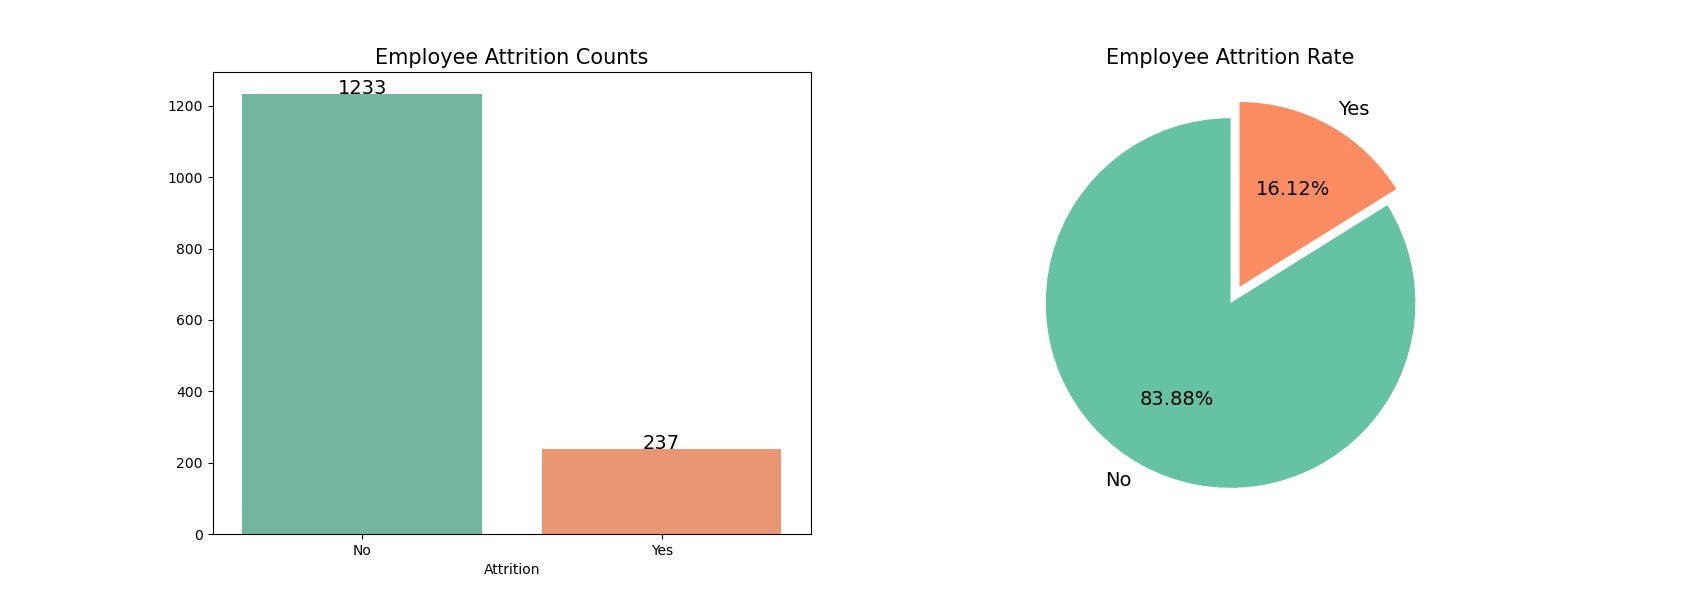 Employee Attrition Counts
1233
1200
1000
800
600
400
237
200
0
No
Yes
Attrition
Employee Attrition Rate
Yes
16.12%
83.88%
No